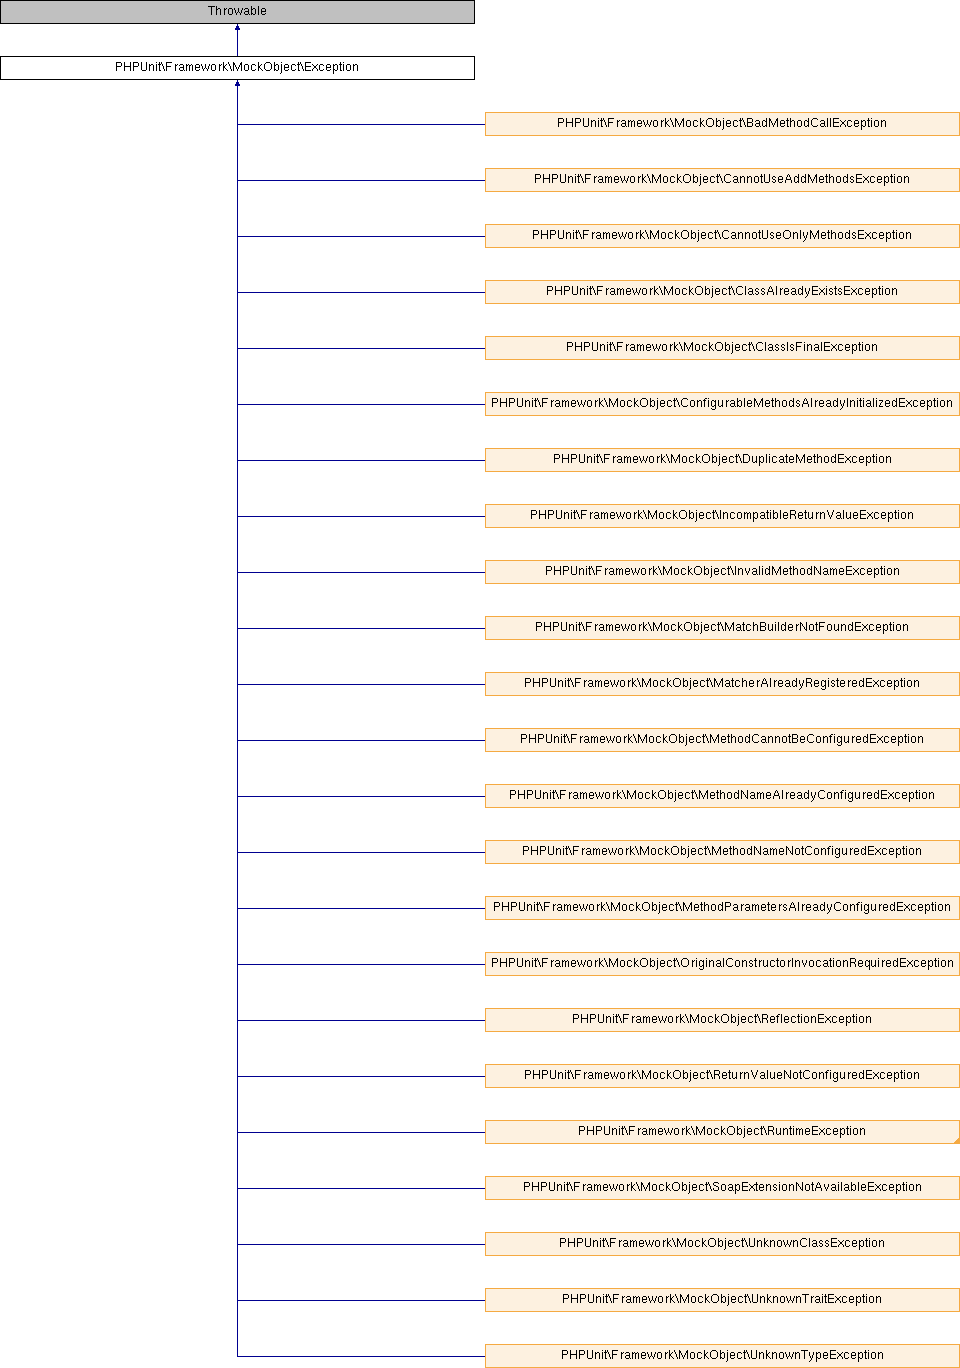 Throwable
PHPUnit\Framework\MockObject\Exception
PHPUnit\Framework\MockObject\BadMethodCallException
PHPUnit\Framework\MockObject\CannotUseAddMethodsException
PHPUnit\Framework\MockObject\CannotUseOnlyMethodsException
PHPUnit\Framework\MockObject\ClassAlreadyExistsException
PHPUnit\Framework\MockObject\ClassIsFinalException
PHPUnit\Framework\MockObject\ConfigurableMethodsAlreadyInitializedException
PHPUnit\Framework\MockObject\DuplicateMethodException
PHPUnit\Framework\MockObject\IncompatibleReturnValueException
PHPUnit\Framework\MockObject\InvalidMethodNameException
PHPUnit\Framework\MockObject\MatchBuilderNotFoundException
PHPUnit\Framework\MockObject\MatcherAlreadyRegisteredException
PHPUnit\Framework\MockObject\MethodCannotBeConfiguredException
PHPUnit\Framework\MockObject\MethodNameAlreadyConfiguredException
PHPUnit\Framework\MockObject\MethodNameNotConfiguredException
PHPUnit\Framework\MockObject\MethodParametersAlreadyConfiguredException
PHPUnit\Framework\MockObject\OriginalConstructorInvocationRequiredException
PHPUnit\Framework\MockObject\ReflectionException
PHPUnit\Framework\MockObject\ReturnValueNotConfiguredException
PHPUnit\Framework\MockObject\RuntimeException
PHPUnit\Framework\MockObject\SoapExtensionNotAvailableException
PHPUnit\Framework\MockObject\UnknownClassException
PHPUnit\Framework\MockObject\UnknownTraitException
PHPUnit\Framework\MockObject\UnknownTypeException